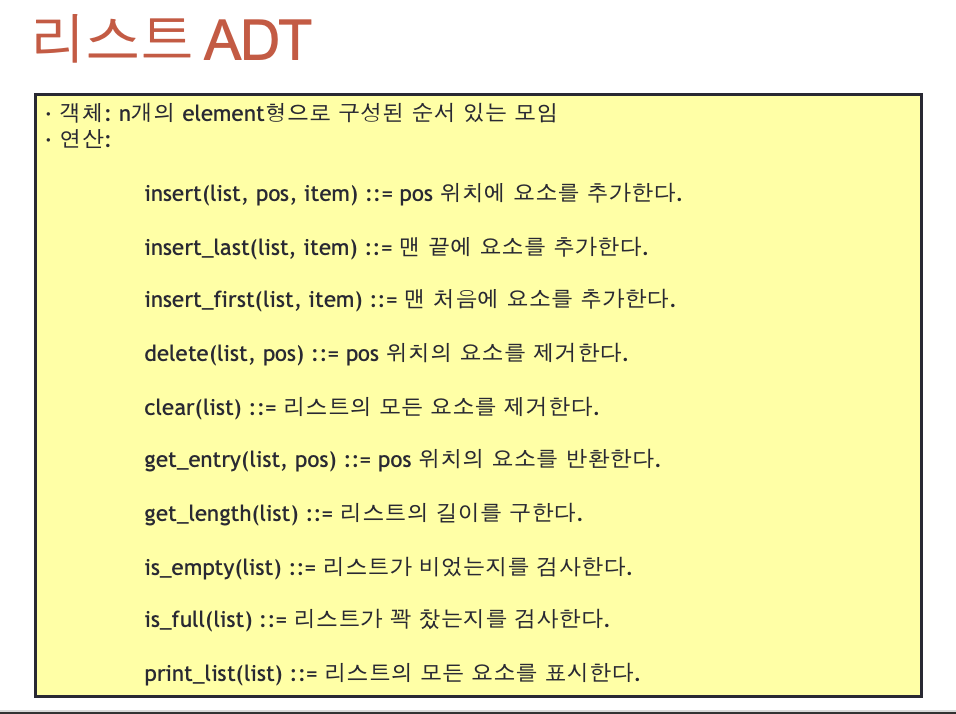 리스트 ADT
· 객체: n개의 element형으로 구성된 순서 있는 모임
· 연산:
insert(list, pos, item) ::= pos 위치에 요소를 추가한다.
insert_last(list, item) ::= 맨 끝에 요소를 추가한다.
insert_first(list, item) ::= 맨 처음에 요소를 추가한다.
delete(list, pos) ::= pos 위치의 요소를 제거한다.
clear(list) ::= 리스트의 모든 요소를 제거한다.
get_entry(list, pos) ::= pos 위치의 요소를 반환한다.
get_length(list) ::= 리스트의 길이를 구한다.
is_empty(list) ::= 리스트가 비었는지를 검사한다.
is_full(list) ::= 리스트가 꽉 찼는지를 검사한다.
print_list(list) ::= 리스트의 모든 요소를 표시한다.